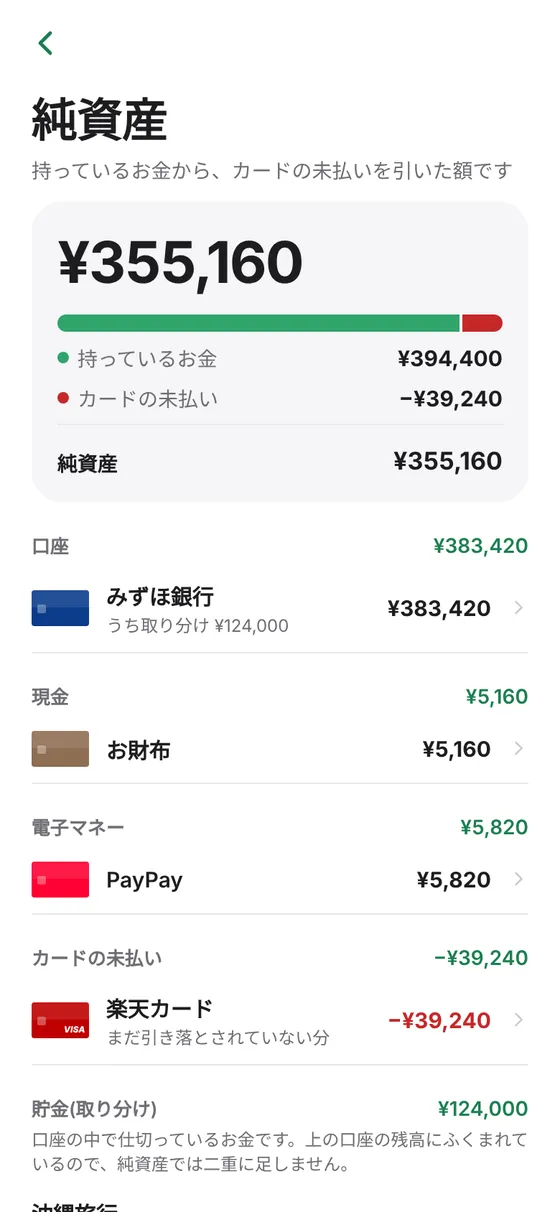 純資産
持っているお金から、カードの未払いを引いた額です
¥355,160
持っているお金 ¥394,400
カードの未払い −¥39,240
純資産 ¥355,160
口座 ¥383,420
みずほ銀行 ¥383,420
うち取り分け ¥124,000
現金 ¥5,160
お財布 ¥5,160
電子マネー ¥5,820
PayPay ¥5,820
カードの未払い −¥39,240
楽天カード −¥39,240
VISA まだ引き落とされていない分
貯金(取り分け) ¥124,000
口座の中で仕切っているお金です。上の口座の残高にふくまれて
いるので、純資産では二重に足しません。
沖縄旅行